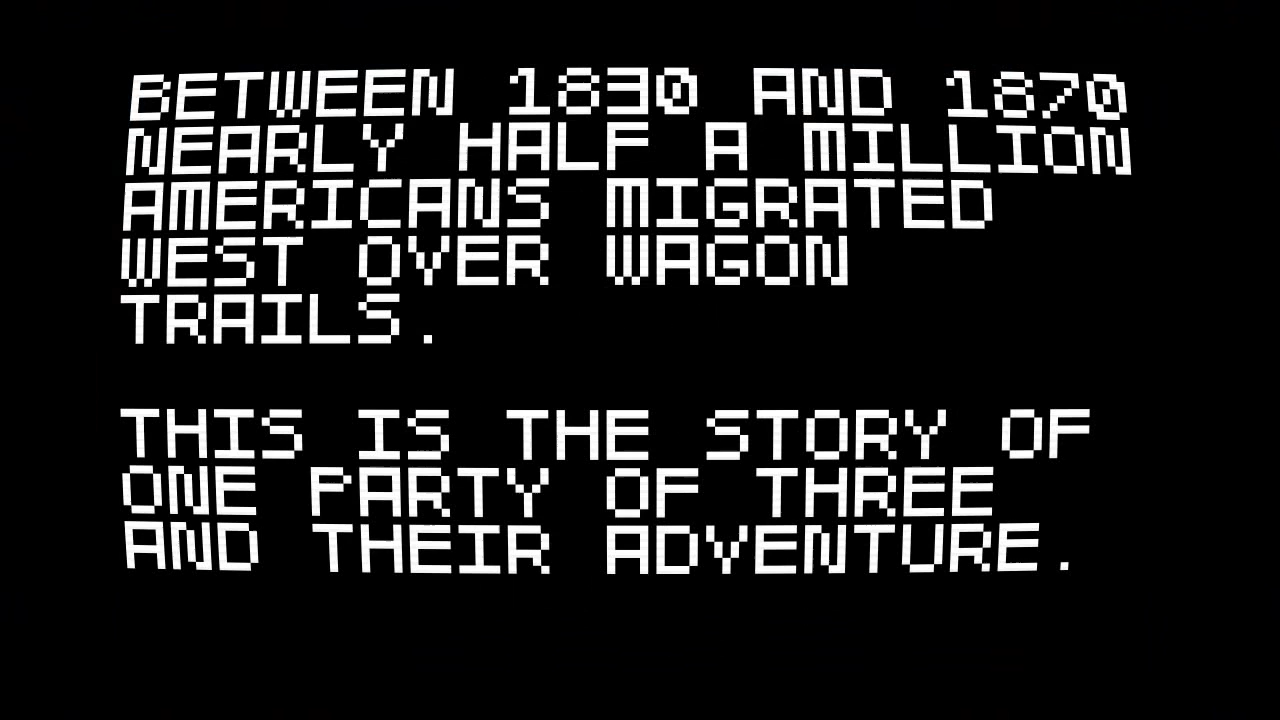 BETWEEN 1830 AND 1870
NEARLY HALF A MILLION
AMERICANS MIGRATED
WEST OVER WAGON
TRAILS.
THIS IS THE STORY OF
ONE PARTY OF THREE
AND THEIR ADVENTURE.